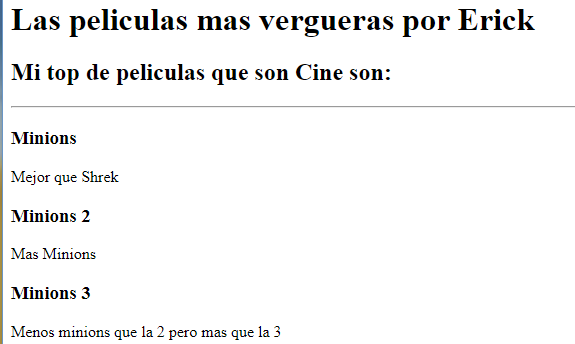 Las peliculas mas vergueras por Erick
Mi top de peliculas que son Cine son:
Minions
Mejor que Shrek
Minions 2
Mas Minions
Minions 3
Menos minions que la 2 pero mas que la 3